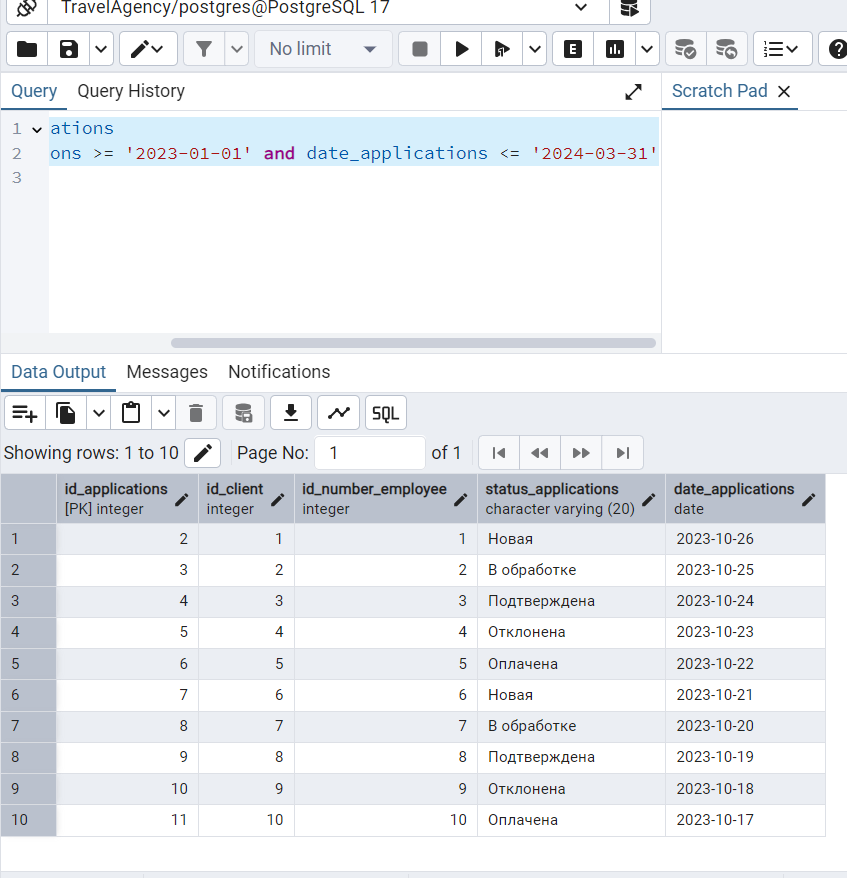 TravelAgency/postgres@PostgreSQL 17
No limit
E
Query Query History
Scratch Pad
1 ations
2 ons >= '2023-01-01' and date_applications <= '2024-03-31'
3
Data Output Messages Notifications
SQL
Showing rows: 1 to 10 Page No: 1 of 1
id_applications id_client id_number_employee status_applications date_applications
[PK] integer integer integer character varying (20) date
1 2 1 1 Новая 2023-10-26
2 3 2 2 В обработке 2023-10-25
3 4 3 3 Подтверждена 2023-10-24
4 5 4 4 Отклонена 2023-10-23
5 6 5 5 Оплачена 2023-10-22
6 7 6 6 Новая 2023-10-21
7 8 7 7 В обработке 2023-10-20
8 9 8 8 Подтверждена 2023-10-19
9 10 9 9 Отклонена 2023-10-18
10 11 10 10 Оплачена 2023-10-17